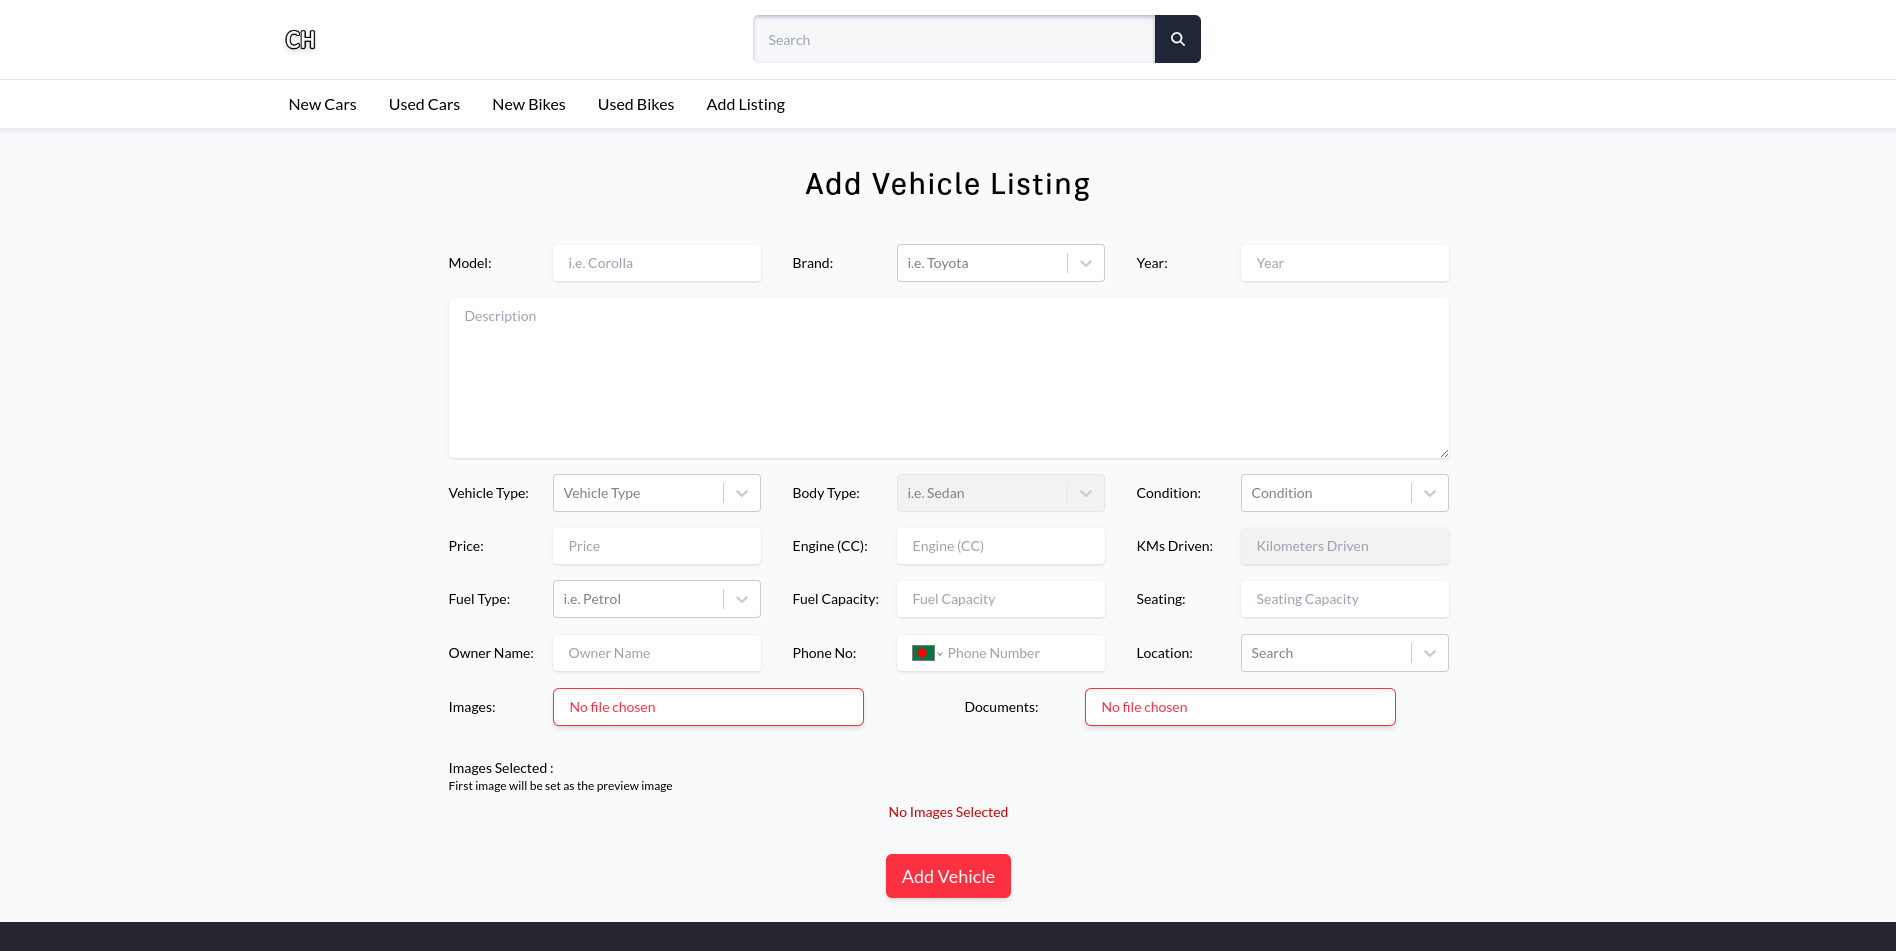 CH
Search
New Cars Used Cars New Bikes Used Bikes Add Listing
Add Vehicle Listing
Model: i.e. Corolla Brand: i.e. Toyota Year: Year
Description
Vehicle Type: Vehicle Type Body Type: i.e. Sedan Condition: Condition
Price: Price Engine (CC): Engine (CC) KMs Driven: Kilometers Driven
Fuel Type: i.e. Petrol Fuel Capacity: Fuel Capacity Seating: Seating Capacity
Owner Name: Owner Name Phone No: Phone Number Location: Search
Images: No file chosen Documents: No file chosen
Images Selected :
First image will be set as the preview image
No Images Selected
Add Vehicle